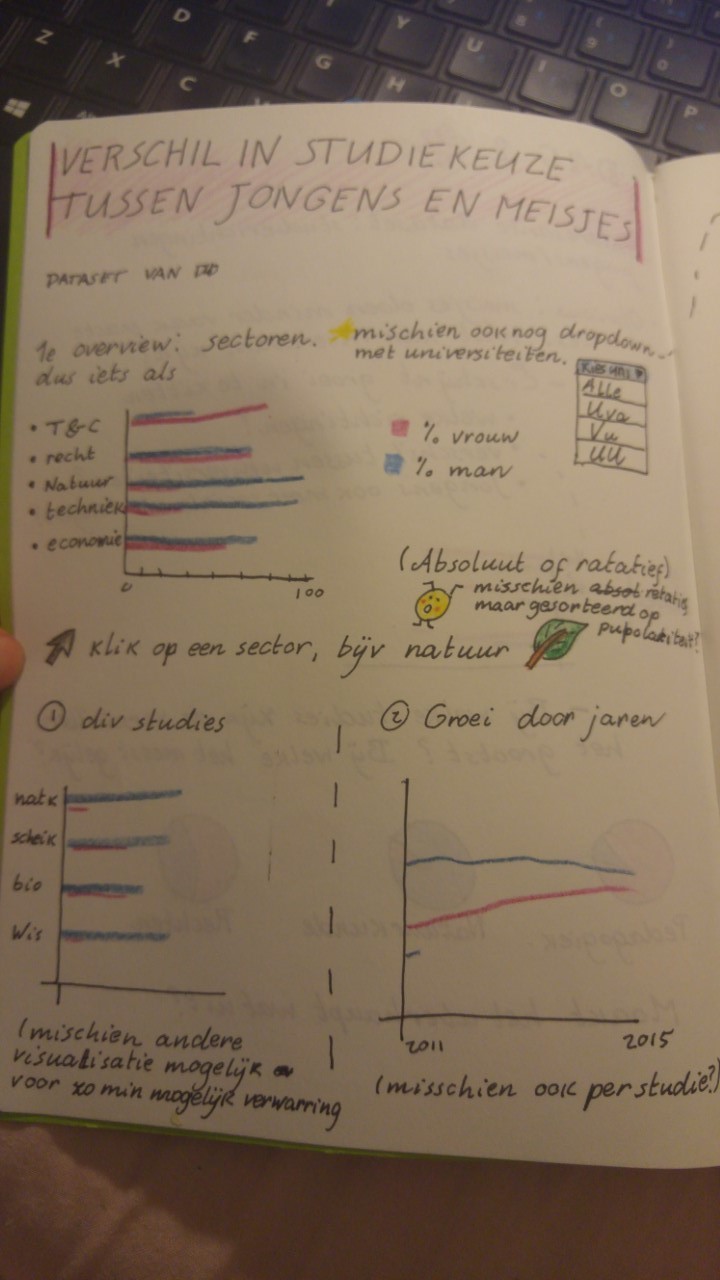 Z X C D F G H Y U I O P
VERSCHIL IN STUDIEKEUZE
TUSSEN JONGENS EN MEISJES
DATASET VAN DD
1e overview: sectoren.
dus iets als
mischien ook nog dropdown
met universiteiten.
Kies uni
Alle
Uva
Vu
UU
• T&C
• recht
• Natuur
• techniek
• economie
0 100
% vrouw
% man
(Absoluut of ratatief)
misschien absol ratatief
maar gesorteerd op
pupolariteit?
Klik op een sector, bijv natuur
1 div studies
natk
scheik
bio
Wis
(mischien andere
visualisatie mogelijk
voor zo min mogelijk verwarring
2 Groei door jaren
2011 2015
(misschien ook per studie?)